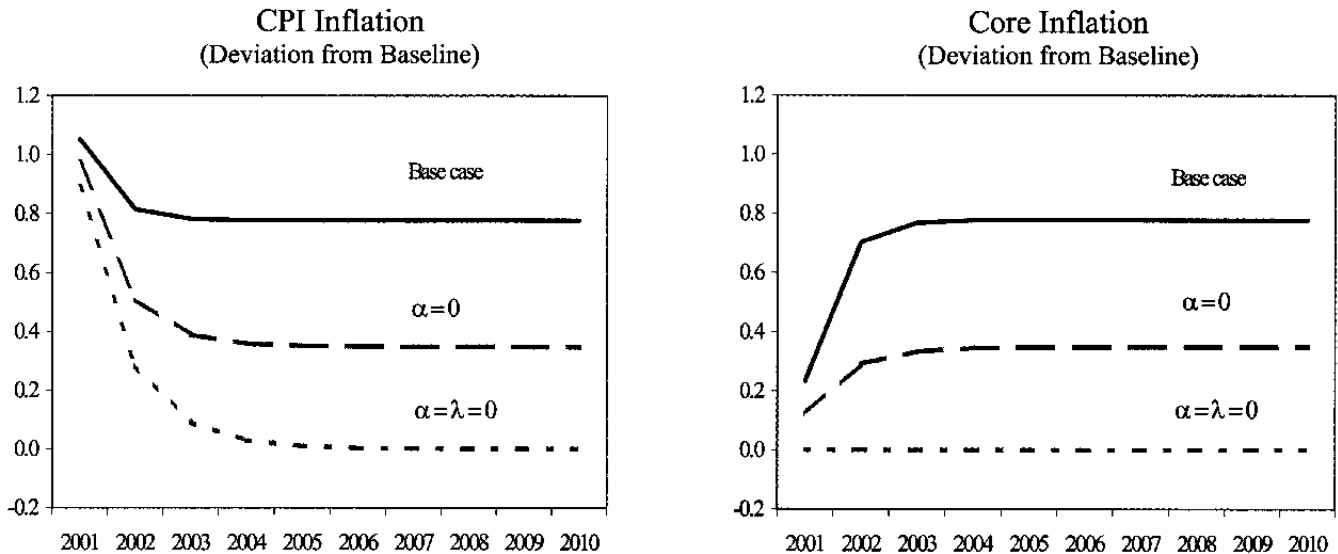 CPI Inflation
(Deviation from Baseline)
1.2
1.0
0.8
0.6
0.4
0.2
0.0
-0.2
Base case
α=0
α=λ=0
2001 2002 2003 2004 2005 2006 2007 2008 2009 2010
Core Inflation
(Deviation from Baseline)
1.2
1.0
0.8
0.6
0.4
0.2
0.0
-0.2
Base case
α=0
α=λ=0
2001 2002 2003 2004 2005 2006 2007 2008 2009 2010